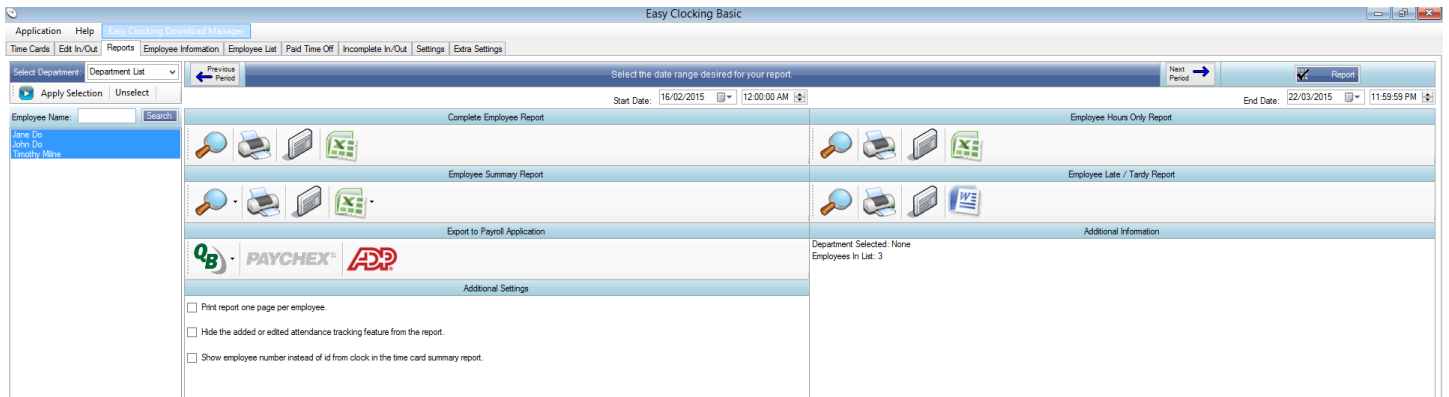 Easy Clocking Basic
Application Help Easy Clocking Download Manager
Time Cards Edit In/Out Reports Employee Information Employee List Paid Time Off Incomplete In/Out Settings Extra Settings
Select Department: Department List
Previous Period
Select the date range desired for your report.
Next Period
Report
Apply Selection Unselect
Start Date: 16/02/2015 12:00:00 AM
End Date: 22/03/2015 11:59:59 PM
Employee Name: Search
Jane Do
John Do
Timothy Milne
Complete Employee Report
Employee Hours Only Report
Employee Summary Report
Employee Late / Tardy Report
Export to Payroll Application
QB PAYCHEX ADP
Additional Information
Department Selected: None
Employees In List: 3
Additional Settings
Print report one page per employee.
Hide the added or edited attendance tracking feature from the report.
Show employee number instead of id from clock in the time card summary report.